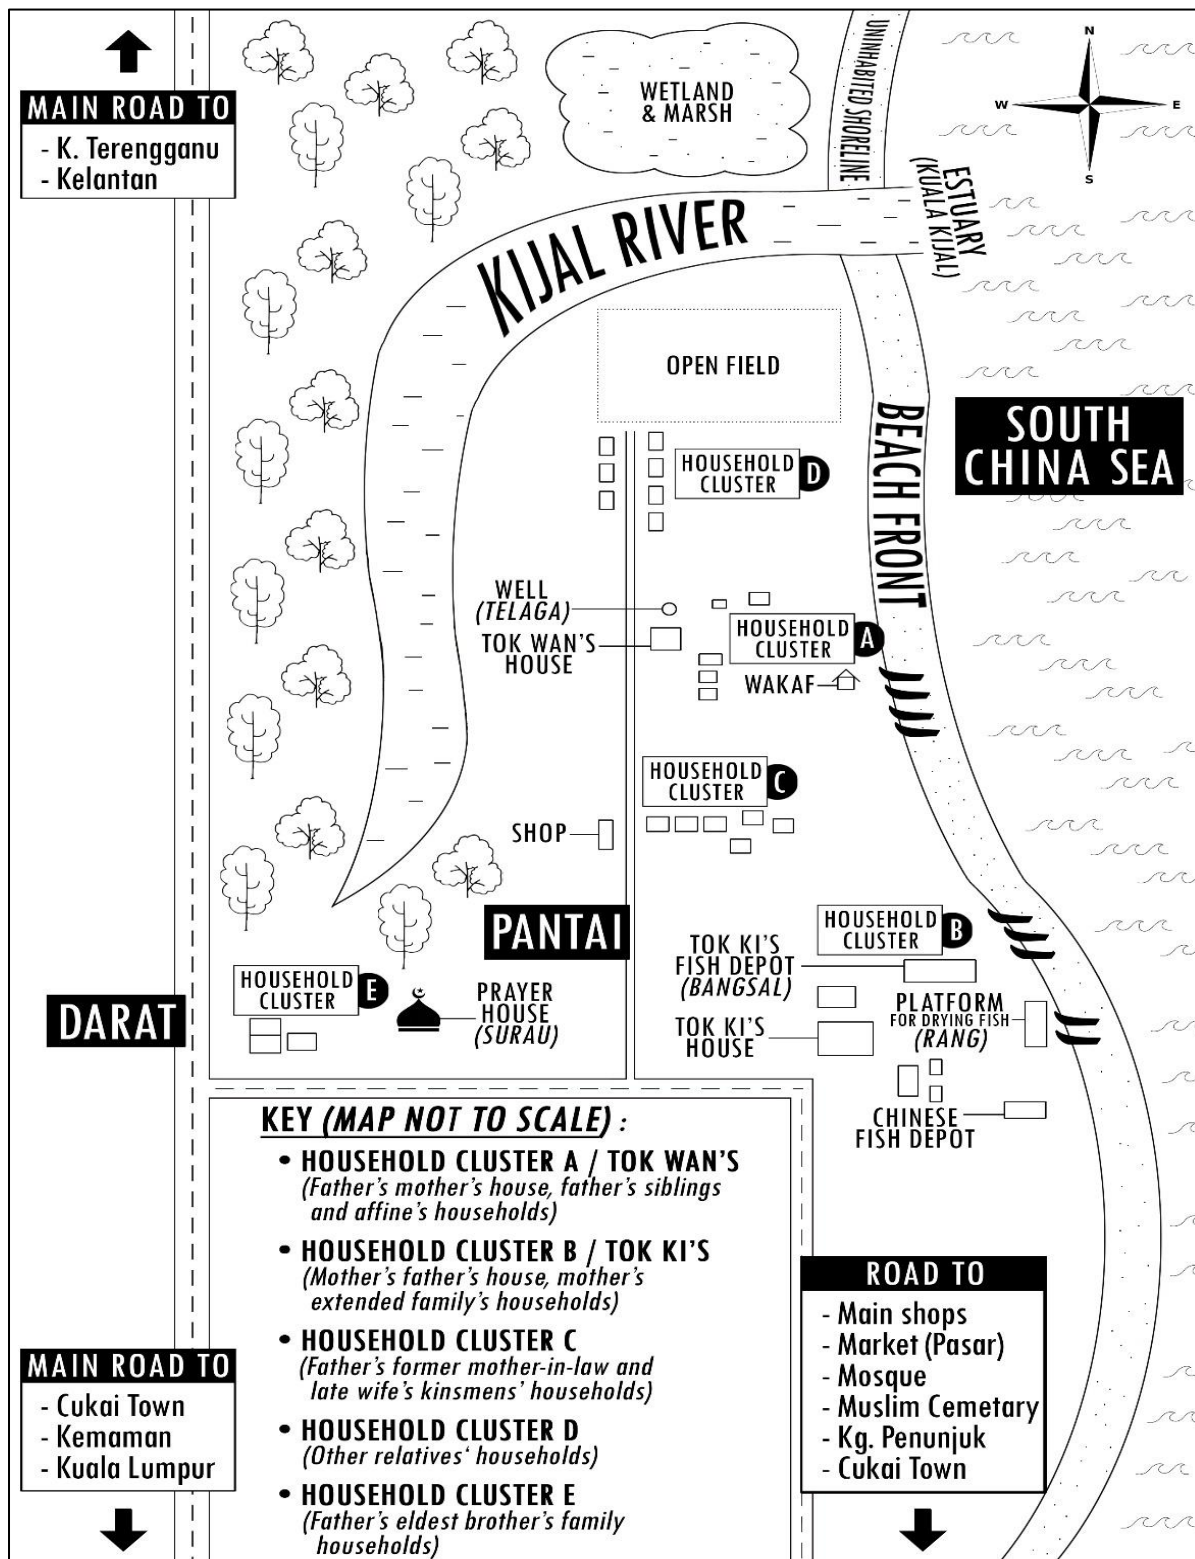 MAIN ROAD TO
- K. Terengganu
- Kelantan
WETLAND
& MARSH
UNINHABITED SHORELINE
N
W
E
S
ESTUARY
(KUALA KIJAL)
KIJAL RIVER
OPEN FIELD
BEACH FRONT
SOUTH
CHINA SEA
HOUSEHOLD
CLUSTER
D
WELL
(TELAGA)
TOK WAN'S
HOUSE
HOUSEHOLD
CLUSTER
A
WAKAF
HOUSEHOLD
CLUSTER
C
SHOP
PANTAI
HOUSEHOLD
CLUSTER
B
TOK KI'S
FISH DEPOT
(BANGSAL)
HOUSEHOLD
CLUSTER
E
PRAYER
HOUSE
(SURAU)
PLATFORM
FOR DRYING FISH
(RANG)
DARAT
TOK KI'S
HOUSE
CHINESE
FISH DEPOT
KEY (MAP NOT TO SCALE) :
• HOUSEHOLD CLUSTER A / TOK WAN'S
(Father's mother's house, father's siblings
and affine's households)
• HOUSEHOLD CLUSTER B / TOK KI'S
(Mother's father's house, mother's
extended family's households)
• HOUSEHOLD CLUSTER C
(Father's former mother-in-law and
late wife's kinsmens' households)
• HOUSEHOLD CLUSTER D
(Other relatives' households)
• HOUSEHOLD CLUSTER E
(Father's eldest brother's family
households)
MAIN ROAD TO
- Cukai Town
- Kemaman
- Kuala Lumpur
ROAD TO
- Main shops
- Market (Pasar)
- Mosque
- Muslim Cemetary
- Kg. Penunjuk
- Cukai Town